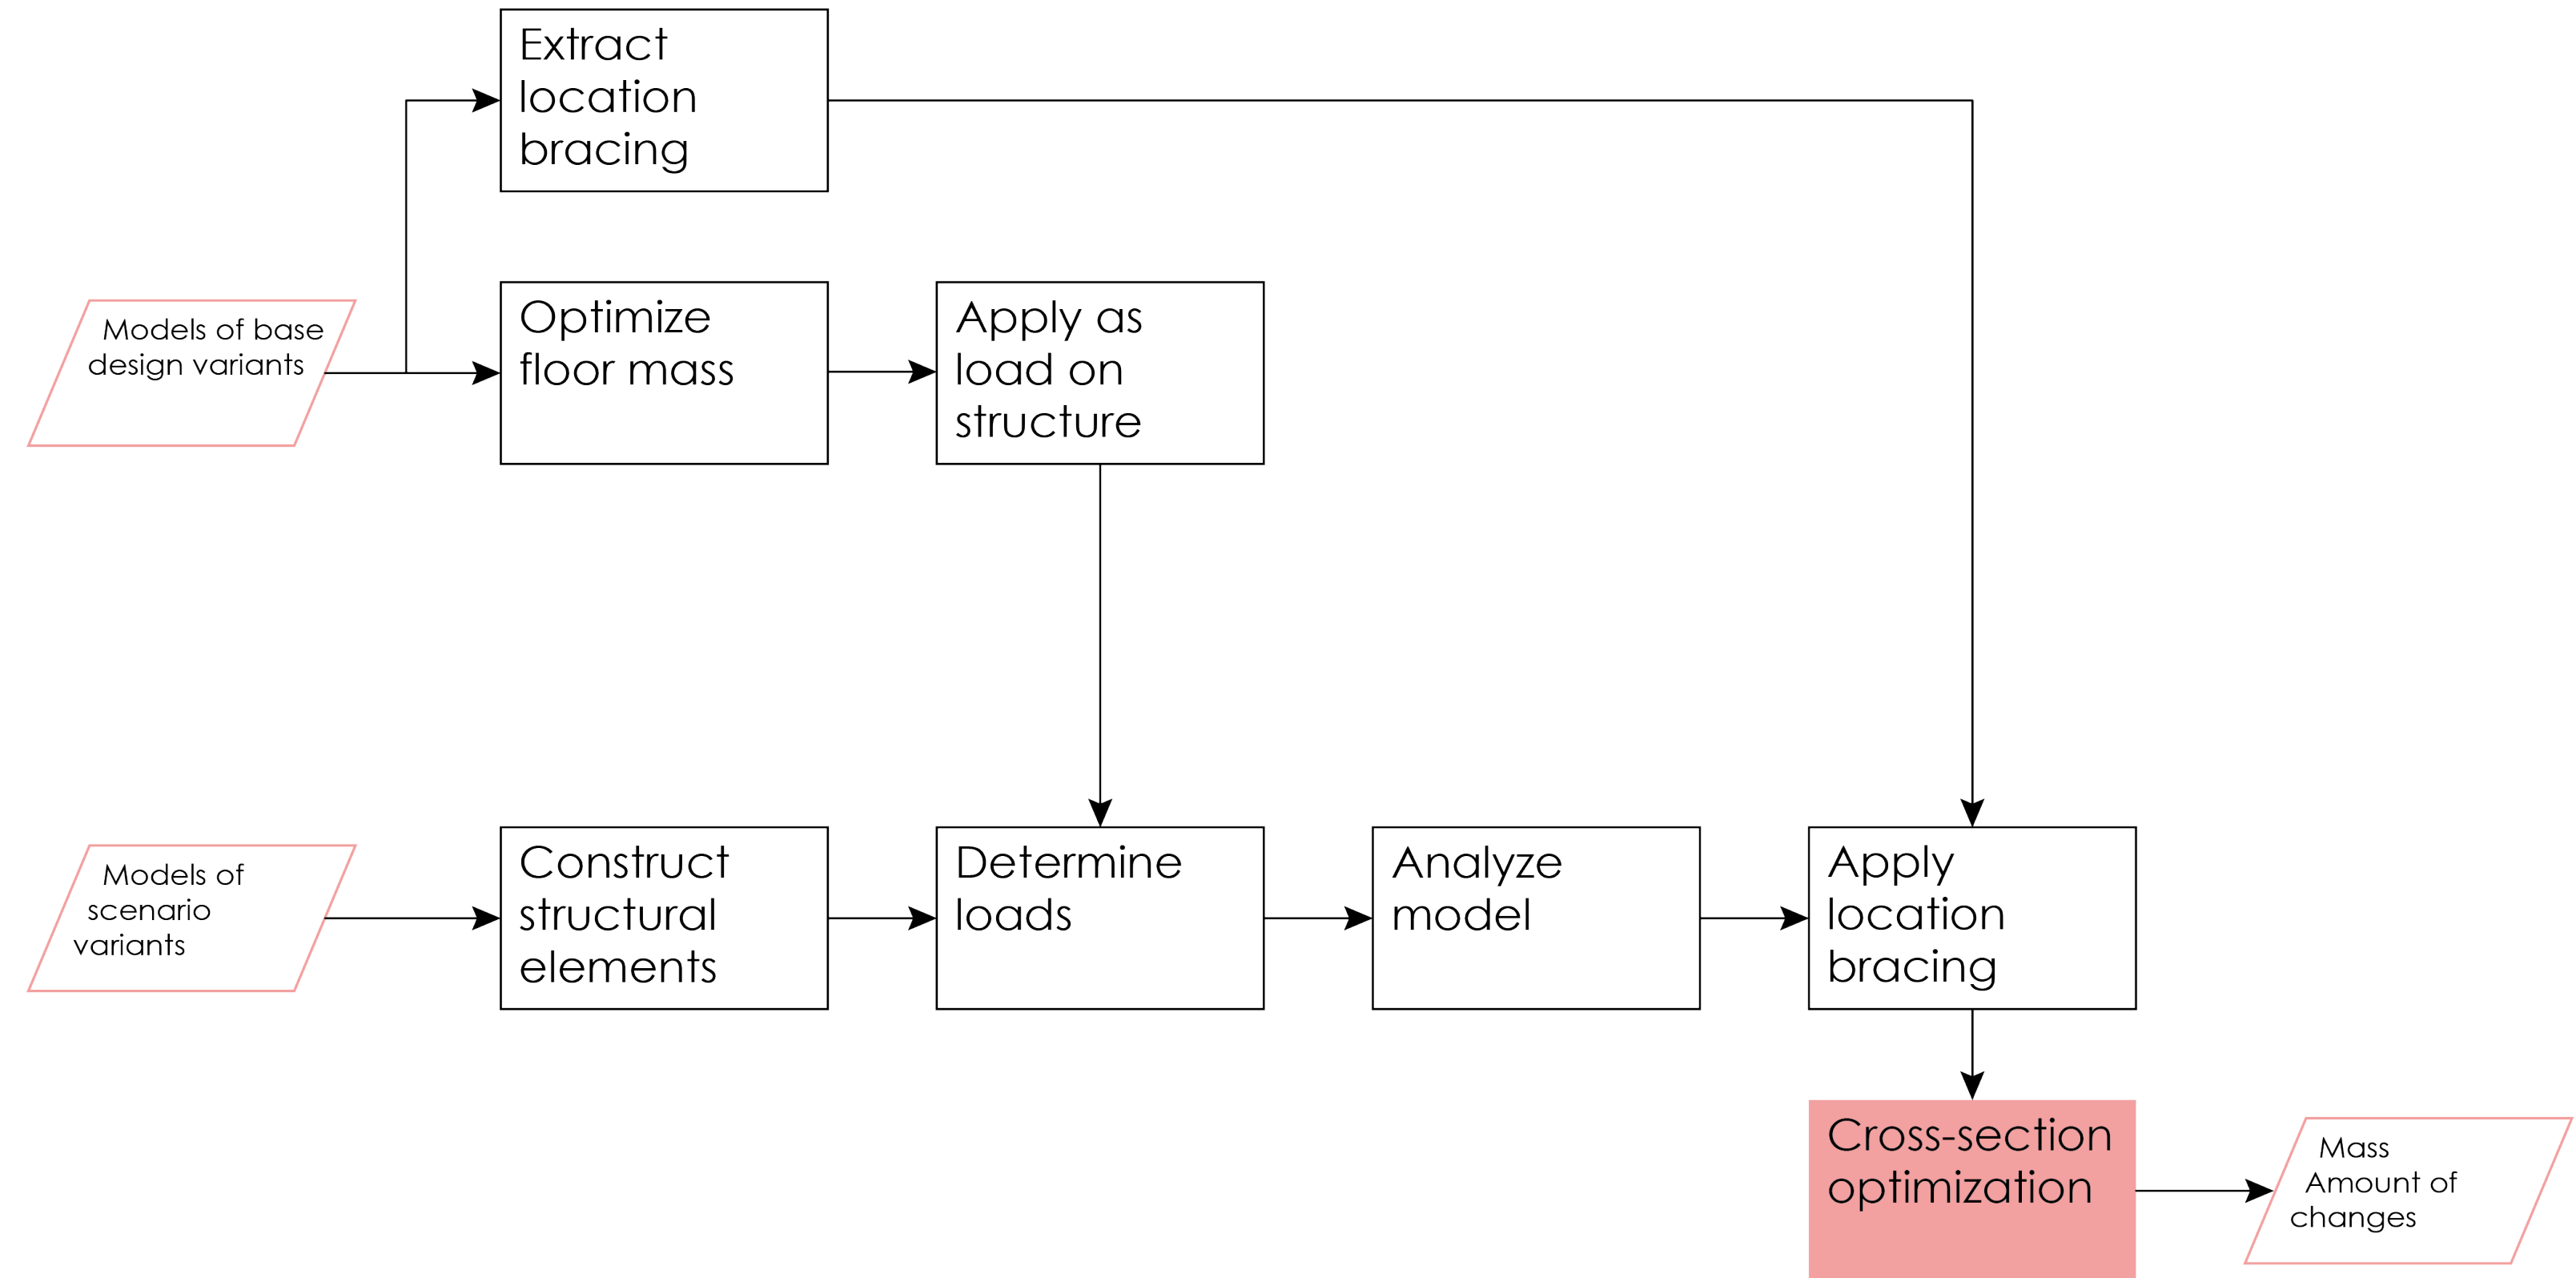 Extract
location
bracing
Models of base
design variants
Optimize
floor mass
Apply as
load on
structure
Models of
scenario
variants
Construct
structural
elements
Determine
loads
Analyze
model
Apply
location
bracing
Cross-section
optimization
Mass
Amount of
changes